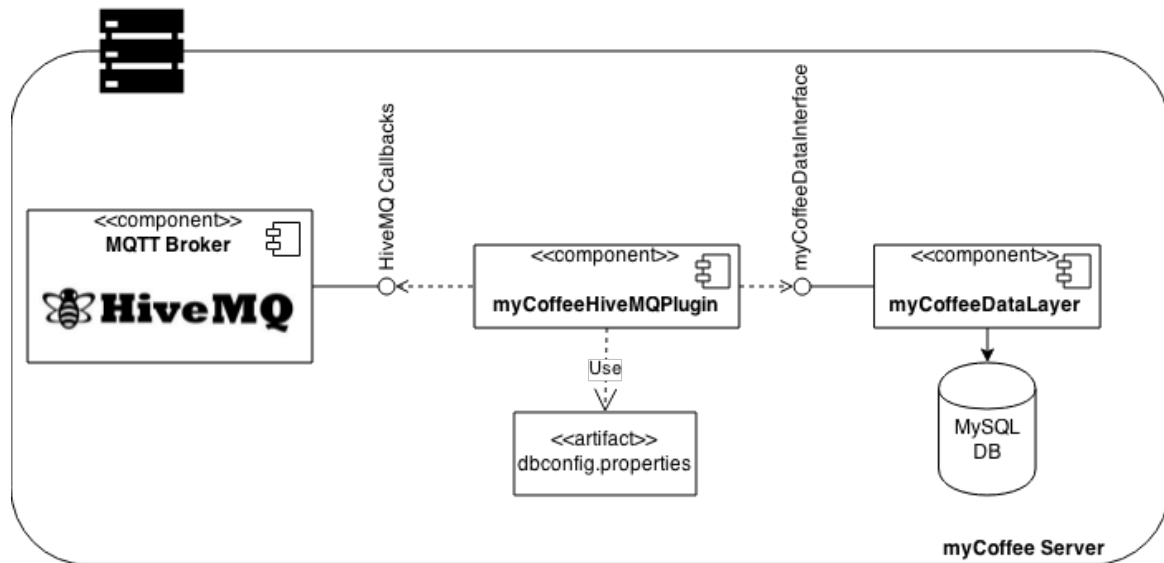 <<component>>
MQTT Broker
HiveMQ
HiveMQ Callbacks
<<component>>
myCoffeeHiveMQPlugin
Use
<<artifact>>
dbconfig.properties
myCoffeeDataInterface
<<component>>
myCoffeeDataLayer
MySQL
DB
myCoffee Server